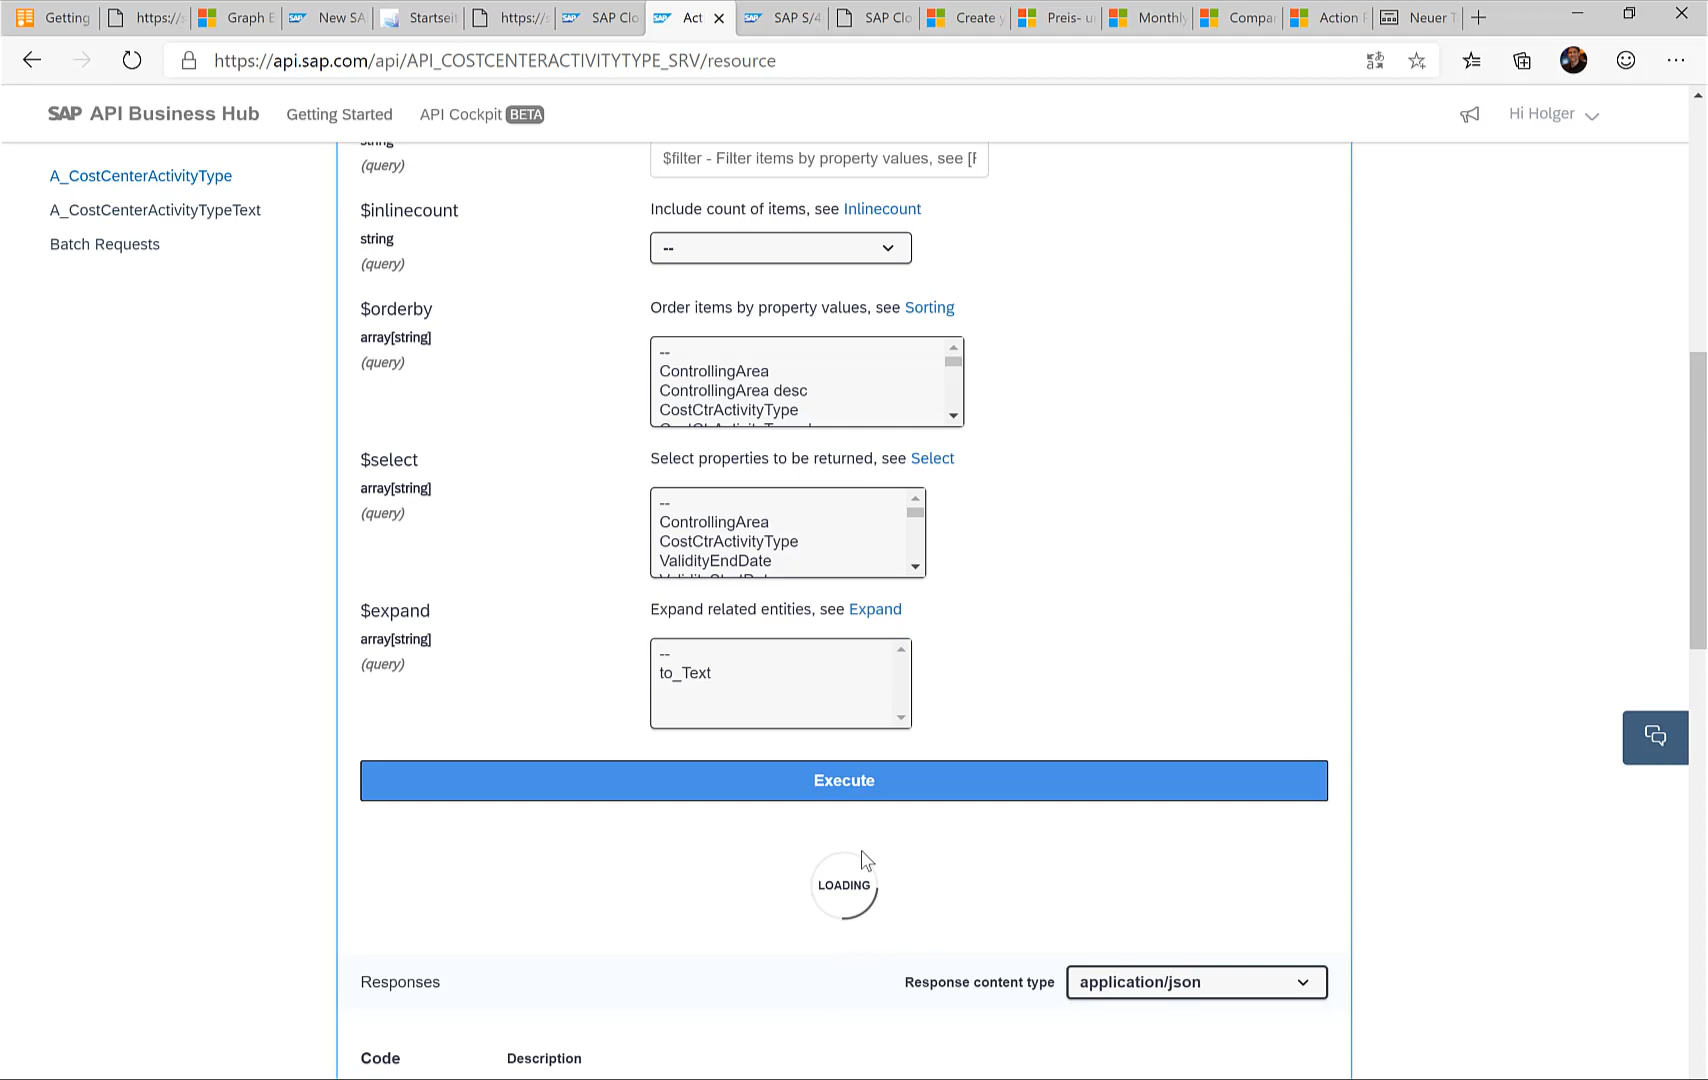 Getting
https:/
Graph E
New SA
Startseit
https:/
SAP Clo
Act
SAP S/4
SAP Clo
Create y
Preis- u
Monthly
Compa
Action
Neuer T
https://api.sap.com/api/API_COSTCENTERACTIVITYTYPE_SRV/resource
SAP API Business Hub
Getting Started
API Cockpit BETA
Hi Holger
A_CostCenterActivityType
A_CostCenterActivityTypeText
Batch Requests
string
(query)
$filter - Filter items by property values, see [F
$inlinecount
string
(query)
Include count of items, see Inlinecount
--
$orderby
array[string]
(query)
Order items by property values, see Sorting
--
ControllingArea
ControllingArea desc
CostCtrActivityType
$select
array[string]
(query)
Select properties to be returned, see Select
--
ControllingArea
CostCtrActivityType
ValidityEndDate
$expand
array[string]
(query)
Expand related entities, see Expand
--
to_Text
Execute
LOADING
Responses
Response content type
application/json
Code
Description